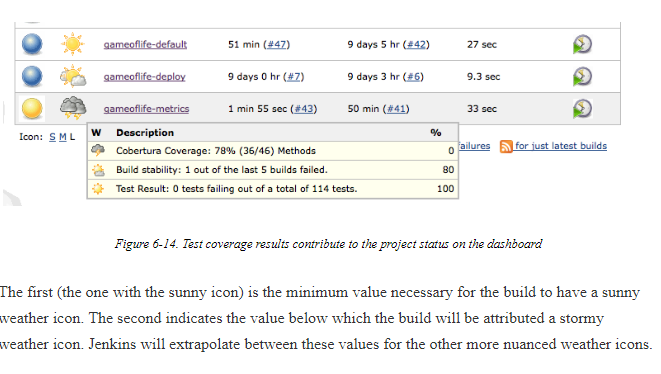 gameoflife-default 51 min (#47) 9 days 5 hr (#42) 27 sec
gameoflife-deploy 9 days 0 hr (#7) 9 days 3 hr (#6) 9.3 sec
gameoflife-metrics 1 min 55 sec (#43) 50 min (#41) 33 sec
Icon: S M L
W Description %
Cobertura Coverage: 78% (36/46) Methods 0
ailures for just latest builds
Build stability: 1 out of the last 5 builds failed. 80
Test Result: 0 tests failing out of a total of 114 tests. 100
Figure 6-14. Test coverage results contribute to the project status on the dashboard
The first (the one with the sunny icon) is the minimum value necessary for the build to have a sunny
weather icon. The second indicates the value below which the build will be attributed a stormy
weather icon. Jenkins will extrapolate between these values for the other more nuanced weather icons.